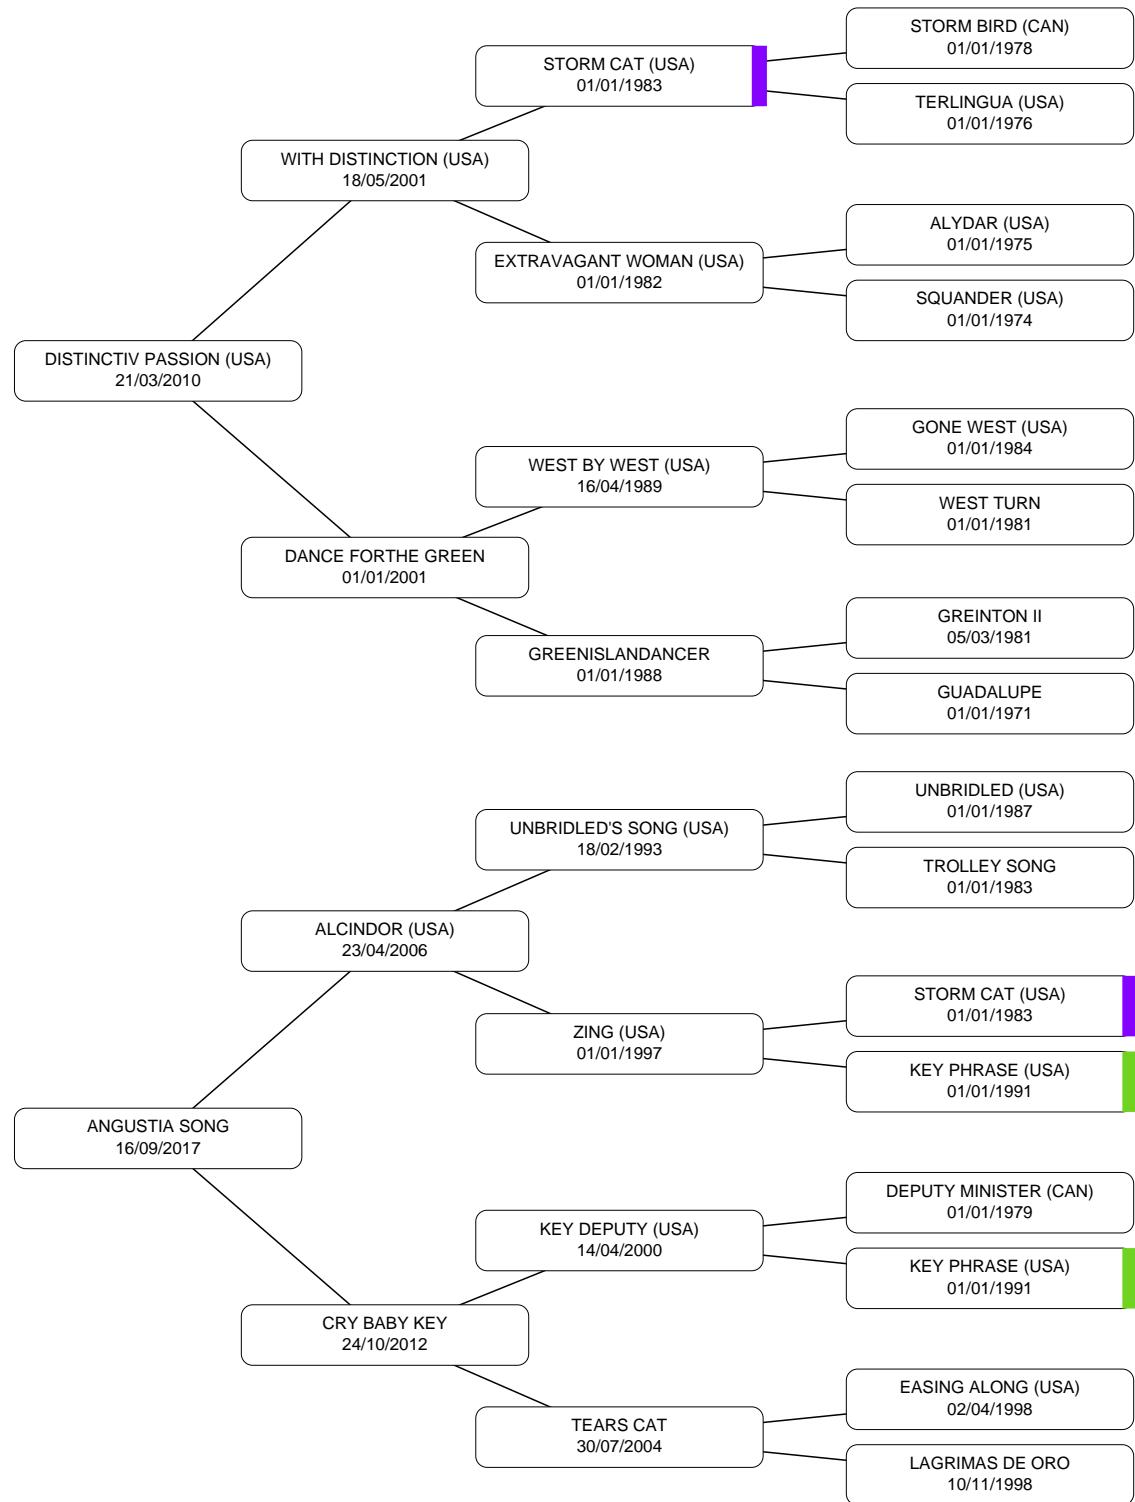 STORM BIRD (CAN)
01/01/1978
STORM CAT (USA)
01/01/1983
TERLINGUA (USA)
01/01/1976
WITH DISTINCTION (USA)
18/05/2001
ALYDAR (USA)
01/01/1975
EXTRAVAGANT WOMAN (USA)
01/01/1982
SQUANDER (USA)
01/01/1974
DISTINCTIV PASSION (USA)
21/03/2010
GONE WEST (USA)
01/01/1984
WEST BY WEST (USA)
16/04/1989
WEST TURN
01/01/1981
DANCE FORTHE GREEN
01/01/2001
GREINTON II
05/03/1981
GREENISLANDANCER
01/01/1988
GUADALUPE
01/01/1971
UNBRIDLED (USA)
01/01/1987
UNBRIDLED'S SONG (USA)
18/02/1993
TROLLEY SONG
01/01/1983
ALCINDOR (USA)
23/04/2006
STORM CAT (USA)
01/01/1983
ZING (USA)
01/01/1997
KEY PHRASE (USA)
01/01/1991
ANGUSTIA SONG
16/09/2017
DEPUTY MINISTER (CAN)
01/01/1979
KEY DEPUTY (USA)
14/04/2000
KEY PHRASE (USA)
01/01/1991
CRY BABY KEY
24/10/2012
EASING ALONG (USA)
02/04/1998
TEARS CAT
30/07/2004
LAGRIMAS DE ORO
10/11/1998